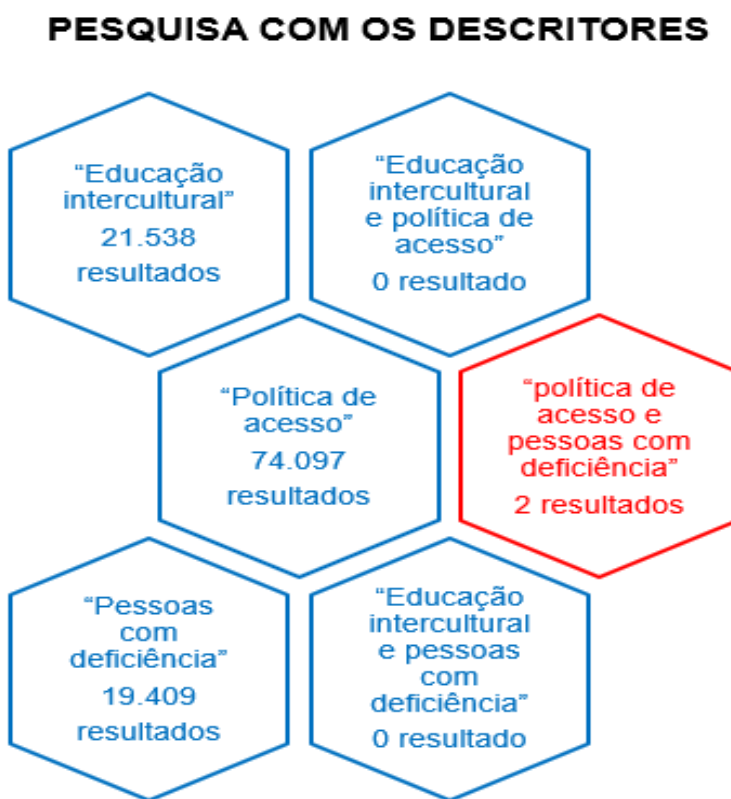 PESQUISA COM OS DESCRITORES
“Educação
intercultural”
21.538
resultados
“Educação
intercultural
e política de
acesso”
0 resultado
“Política de
acesso”
74.097
resultados
“política de
acesso e
pessoas com
deficiência”
2 resultados
“Pessoas
com
deficiência”
19.409
resultados
“Educação
intercultural
e pessoas
com
deficiência”
0 resultado